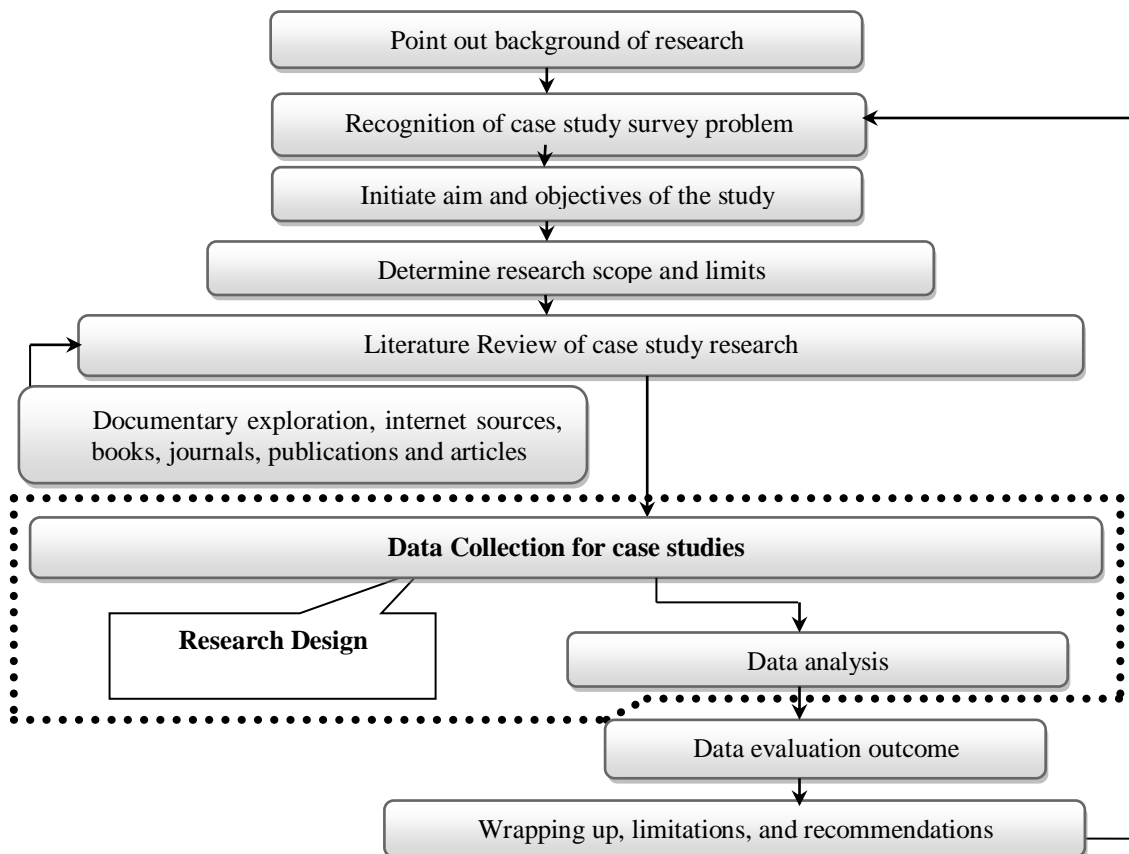 Point out background of research
Recognition of case study survey problem
Initiate aim and objectives of the study
Determine research scope and limits
Literature Review of case study research
Documentary exploration, internet sources,
books, journals, publications and articles
Data Collection for case studies
Research Design
Data analysis
Data evaluation outcome
Wrapping up, limitations, and recommendations